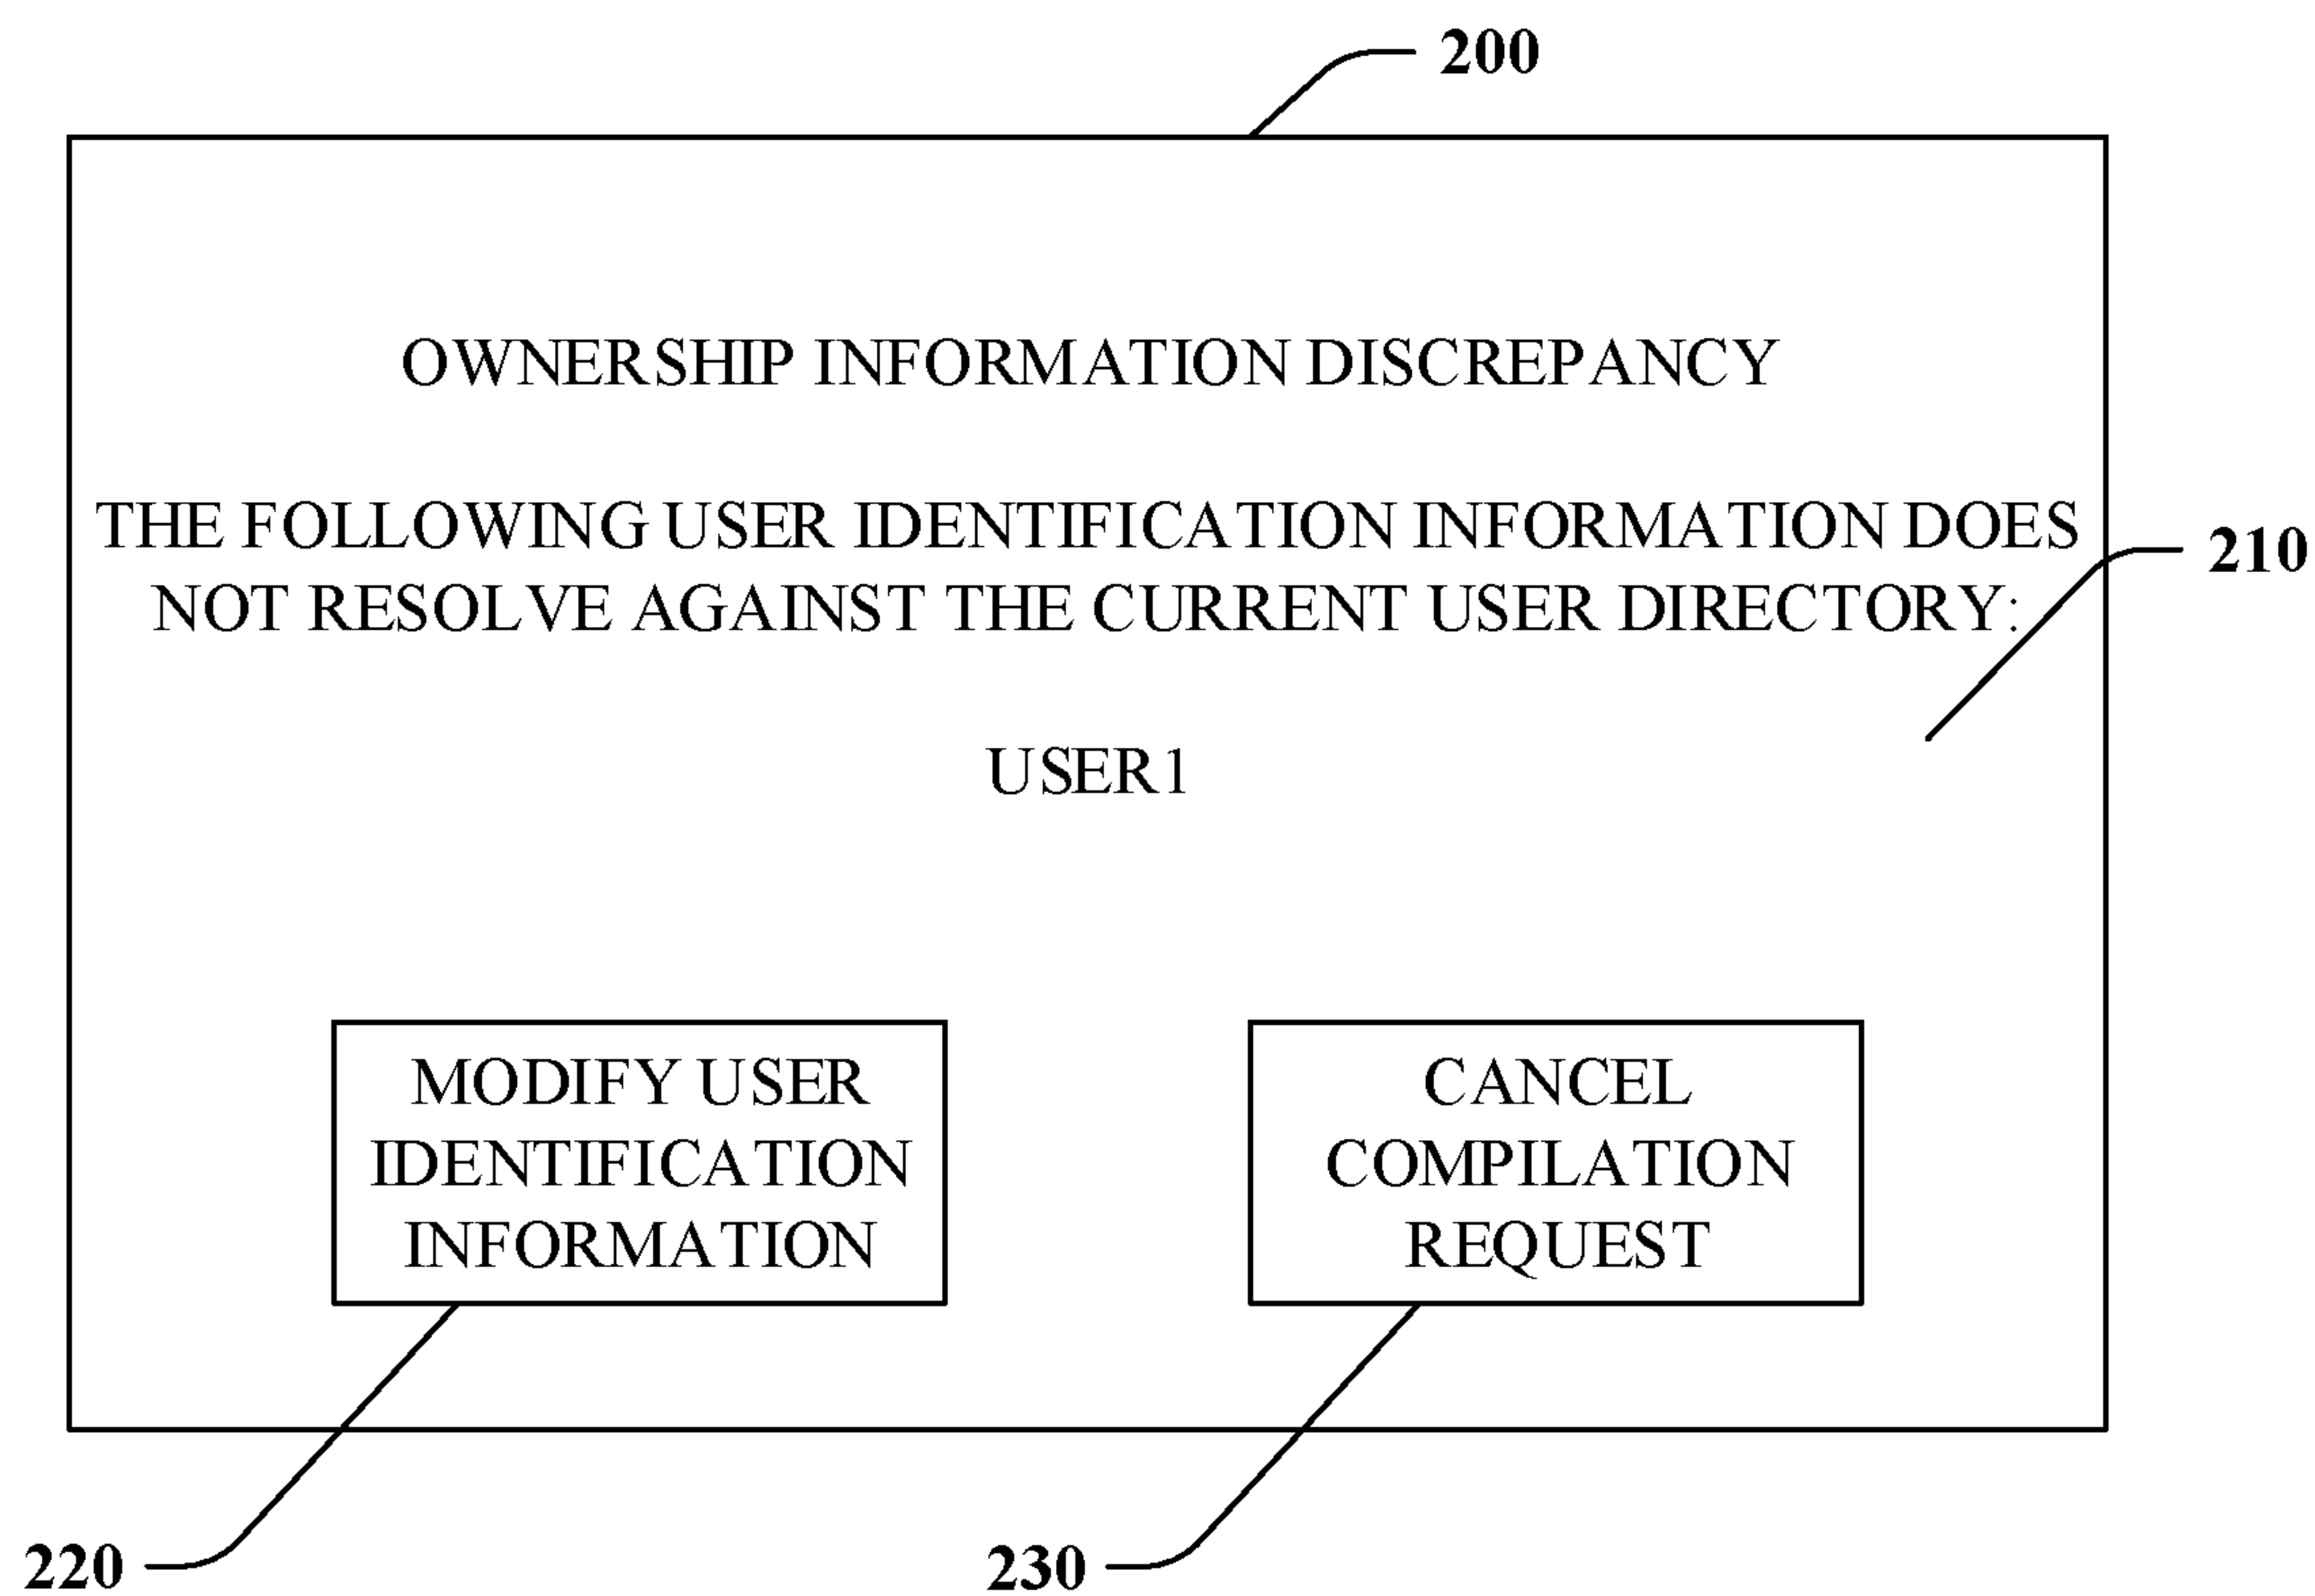 200
OWNERSHIP INFORMATION DISCREPANCY
THE FOLLOWING USER IDENTIFICATION INFORMATION DOES
NOT RESOLVE AGAINST THE CURRENT USER DIRECTORY:
210
USER1
MODIFY USER
IDENTIFICATION
INFORMATION
CANCEL
COMPILATION
REQUEST
220
230